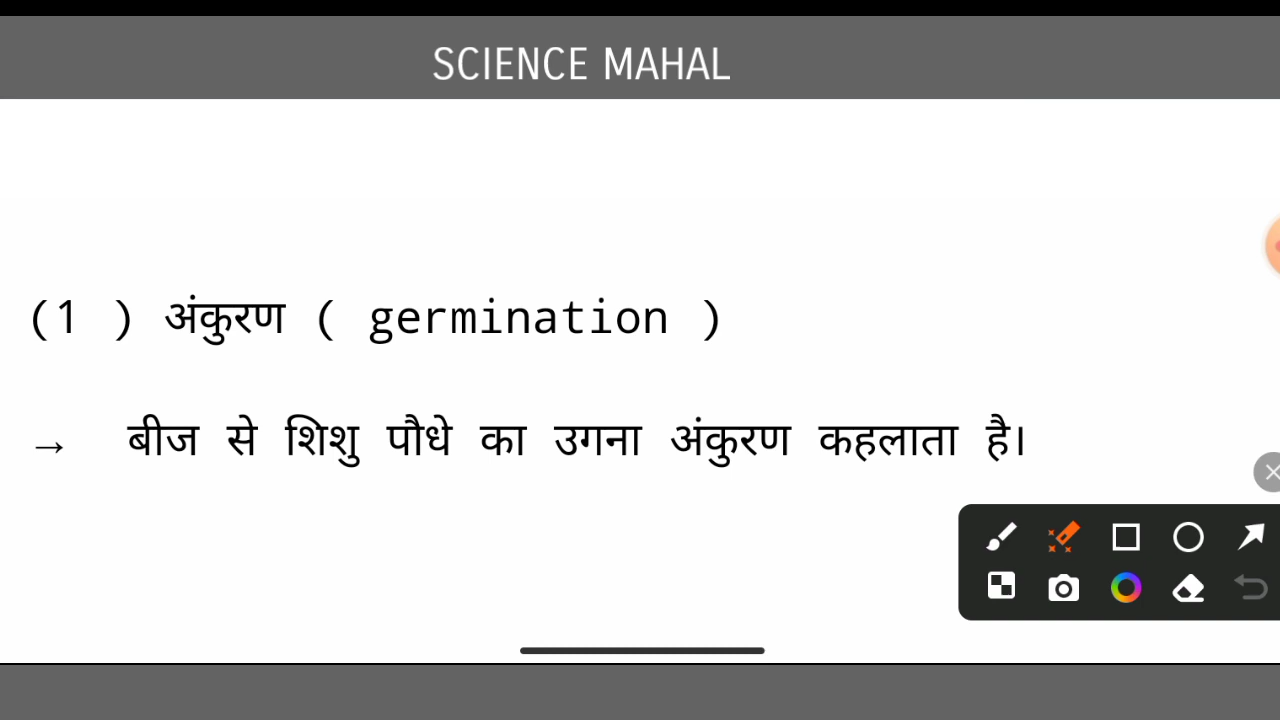 SCIENCE MAHAL
(1 ) अंकुरण ( germination )
→ बीज से शिशु पौधे का उगना अंकुरण कहलाता है।